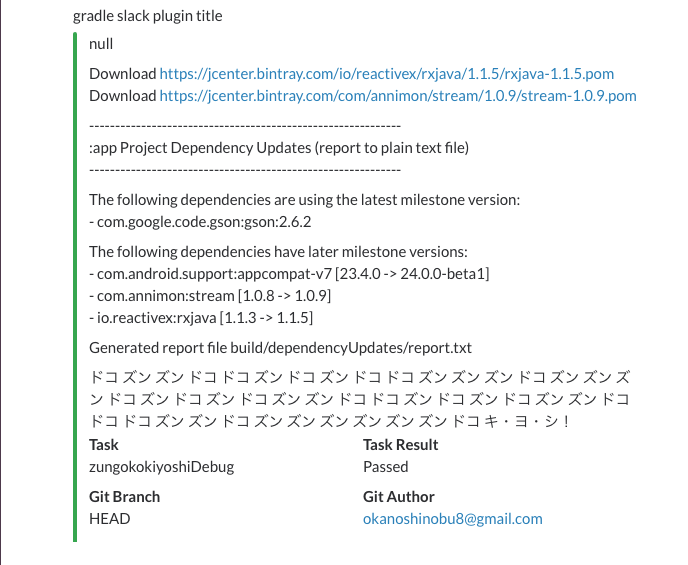 gradle slack plugin title
null
Download https://jcenter.bintray.com/io/reactivex/rxjava/1.1.5/rxjava-1.1.5.pom
Download https://jcenter.bintray.com/com/annimon/stream/1.0.9/stream-1.0.9.pom
------------------------------------------------------------
:app Project Dependency Updates (report to plain text file)
------------------------------------------------------------
The following dependencies are using the latest milestone version:
- com.google.code.gson:gson:2.6.2
The following dependencies have later milestone versions:
- com.android.support:appcompat-v7 [23.4.0 -> 24.0.0-beta1]
- com.annimon:stream [1.0.8 -> 1.0.9]
- io.reactivex:rxjava [1.1.3 -> 1.1.5]
Generated report file build/dependencyUpdates/report.txt
ドコ ズン ズン ドコ ドコ ズン ドコ ズン ドコ ドコ ズン ズン ズン ドコ ズン ズン ズ
ン ドコ ズン ドコ ズン ドコ ズン ズン ドコ ドコ ズン ドコ ズン ドコ ズン ズン ドコ
ドコ ドコ ズン ズン ドコ ズン ズン ズン ズン ズン ズン ドコ キ・ヨ・シ！
Task Task Result
zungokokiyoshiDebug Passed
Git Branch Git Author
HEAD okanoshinobu8@gmail.com